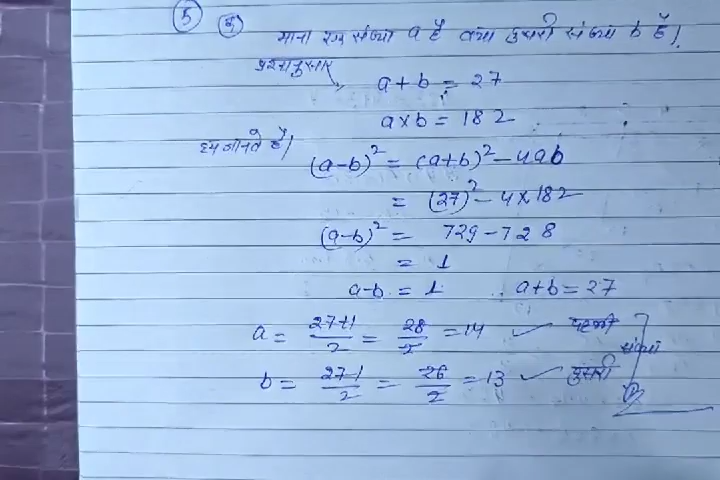 5 ङ माना एक संख्या a है तथा दुसरी संख्या b है।
प्रश्नानुसार,
a+b = 27
a×b = 182
हम जानते है।
(a-b)² = (a+b)² - 4ab
= (27)² - 4×182
(a-b)² = 729-728
= 1
a-b = 1 a+b = 27
a = 27+1/2 = 28/2 = 14 ✓ पहली
संख्या
b = 27-1/2 = 26/2 = 13 ✓ दुसरी